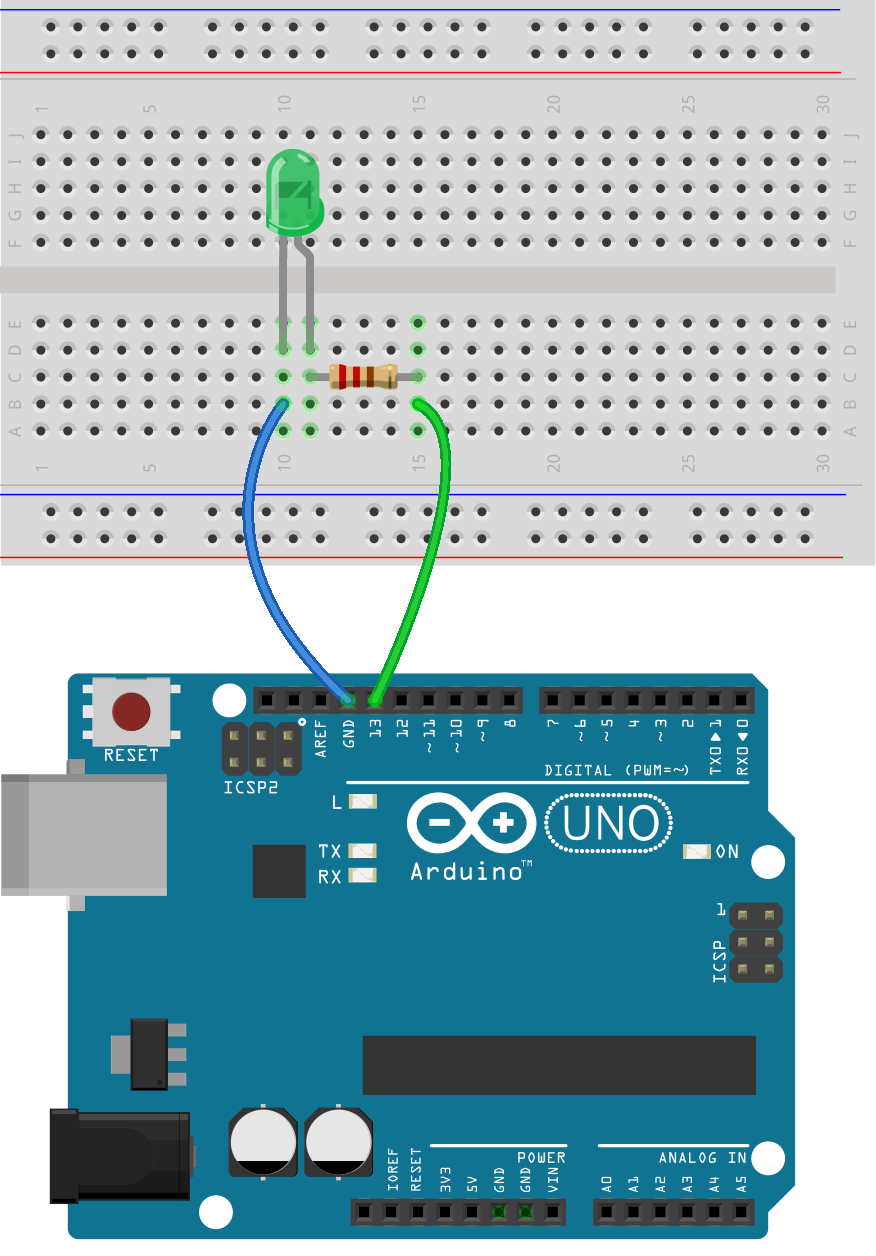 1 5 10 15 20 25 30
J J
I I
H H
G G
F F
E E
D D
C C
B B
A A
1 5 10 15 20 25 30
RESET
AREF GND 13 12 ~11 ~10 ~9 8 7 ~6 ~5 4 ~3 2 TX0▶1 RX0◀0
ICSP2
DIGITAL (PWM=~)
L
TX
RX
UNO
Arduino™
ON
1
ICSP
POWER
ANALOG IN
IOREF RESET 3V3 5V GND GND VIN A0 A1 A2 A3 A4 A5